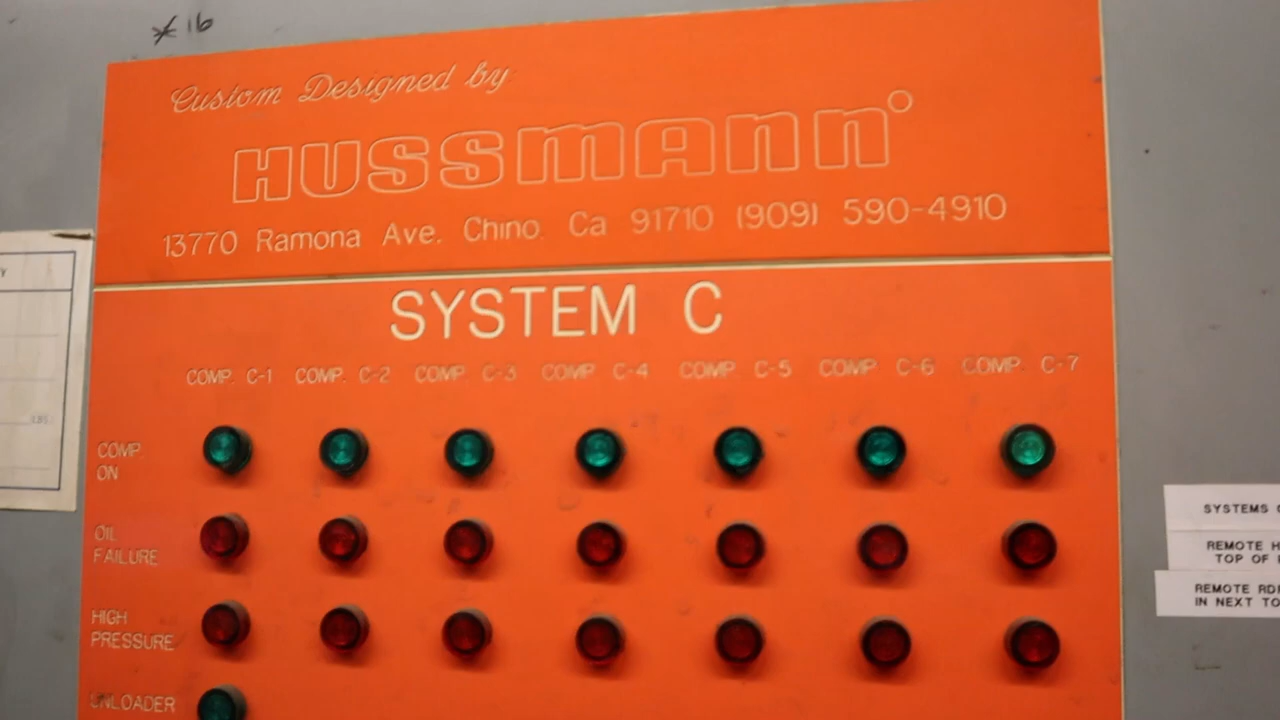 *16
Custom Designed by
HUSSMANN
13770 Ramona Ave. Chino. Ca 91710 (909) 590-4910
SYSTEM C
COMP. C-1 COMP. C-2 COMP. C-3 COMP. C-4 COMP. C-5 COMP. C-6 COMP. C-7
COMP.
ON
OIL
FAILURE
HIGH
PRESSURE
UNLOADER
Y
LBS
SYSTEMS
REMOTE H
TOP OF
REMOTE RD
IN NEXT TO